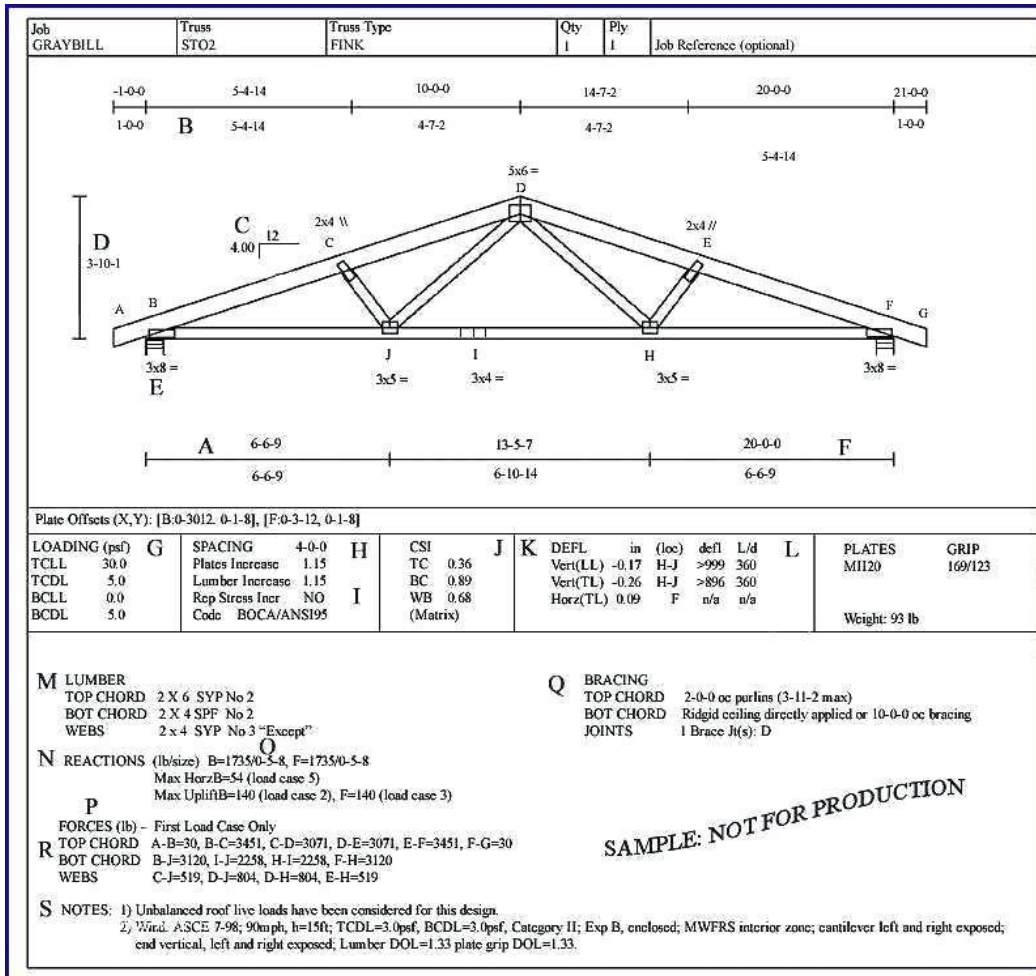 Job Truss Truss Type Qty Ply
GRAYBILL STO2 FINK 1 1 Job Reference (optional)
-1-0-0 5-4-14 10-0-0 14-7-2 20-0-0 21-0-0
1-0-0 B 5-4-14 4-7-2 4-7-2 1-0-0
5-4-14
5x6 =
D
C 12 2x4 \\ 2x4 //
4.00 C E
D
3-10-1
A B F G
J I H
3x8 = 3x5 = 3x4 = 3x5 = 3x8 =
E
A 6-6-9 13-5-7 20-0-0 F
6-6-9 6-10-14 6-6-9
Plate Offsets (X,Y): [B:0-3012. 0-1-8], [F:0-3-12, 0-1-8]
LOADING (psf) G SPACING 4-0-0 H CSI J K DEFL in (loc) defl L/d L PLATES GRIP
TCLL 30.0 Plates Increase 1.15 TC 0.36 Vert(LL) -0.17 H-J >999 360 MII20 169/123
TCDL 5.0 Lumber Increase 1.15 BC 0.89 Vert(TL) -0.26 H-J >896 360
BCLL 0.0 Rep Stress Incr NO I WB 0.68 Horz(TL) 0.09 F n/a n/a
BCDL 5.0 Code BOCA/ANSI95 (Matrix) Weight: 93 lb
M LUMBER
TOP CHORD 2 X 6 SYP No 2
BOT CHORD 2 X 4 SPF No 2
WEBS 2 x 4 SYP No 3 "Except"
Q BRACING
TOP CHORD 2-0-0 oc purlins (3-11-2 max)
BOT CHORD Ridgid ceiling directly applied or 10-0-0 oc bracing
JOINTS 1 Brace Jt(s): D
O
N REACTIONS (lb/size) B=1735/0-5-8, F=1735/0-5-8
Max HorzB=54 (load case 5)
Max UpliftB=140 (load case 2), F=140 (load case 3)
P
FORCES (lb) - First Load Case Only
R TOP CHORD A-B=30, B-C=3451, C-D=3071, D-E=3071, E-F=3451, F-G=30
BOT CHORD B-J=3120, I-J=2258, H-I=2258, F-H=3120
WEBS C-J=519, D-J=804, D-H=804, E-H=519
SAMPLE: NOT FOR PRODUCTION
S NOTES: 1) Unbalanced roof live loads have been considered for this design.
2) Wind. ASCE 7-98; 90mph, h=15ft; TCDL=3.0psf, BCDL=3.0psf, Category II; Exp B, enclosed; MWFRS interior zone; cantilever left and right exposed;
end vertical, left and right exposed; Lumber DOL=1.33 plate grip DOL=1.33.